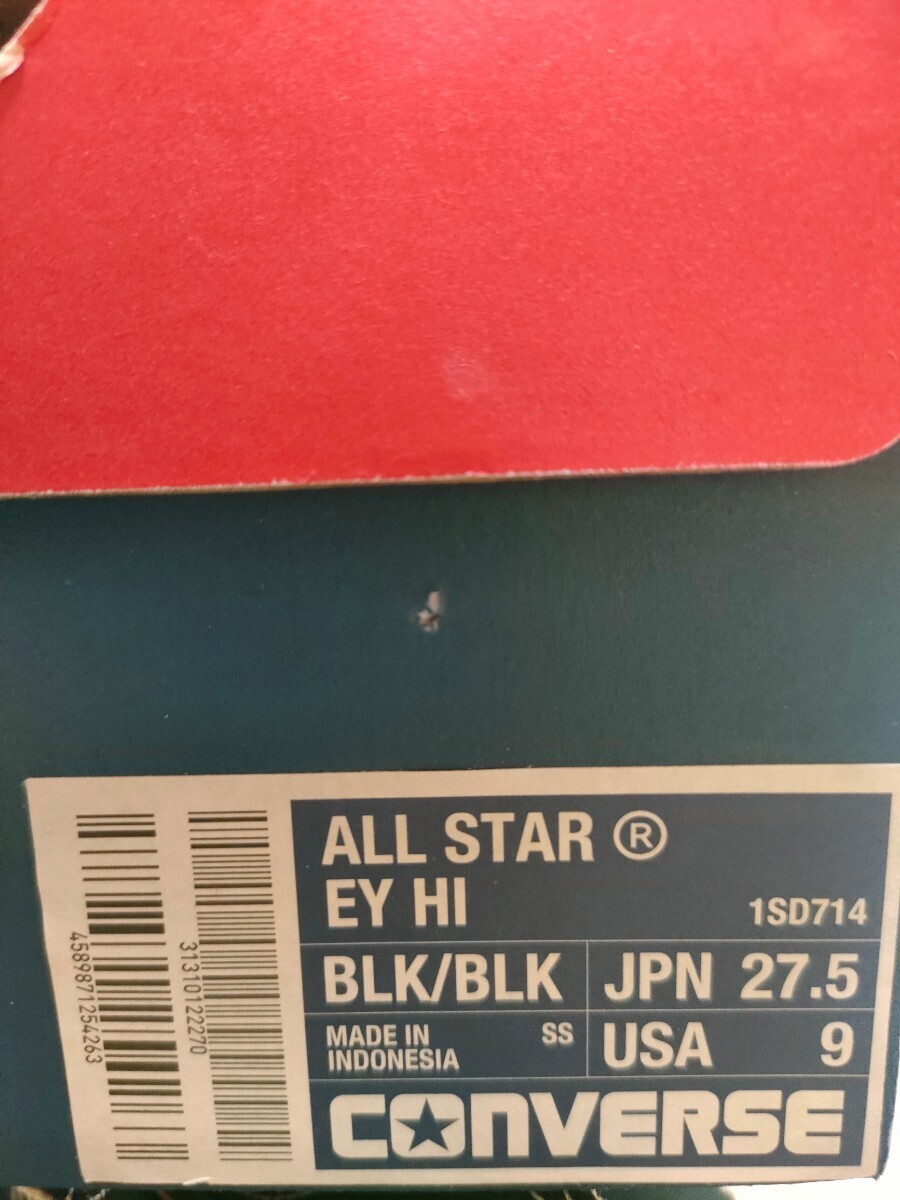 ALL STAR ®
EY HI
1SD714
BLK/BLK
JPN 27.5
MADE IN
INDONESIA
SS
USA 9
CONVERSE
4589871254263
31310122270